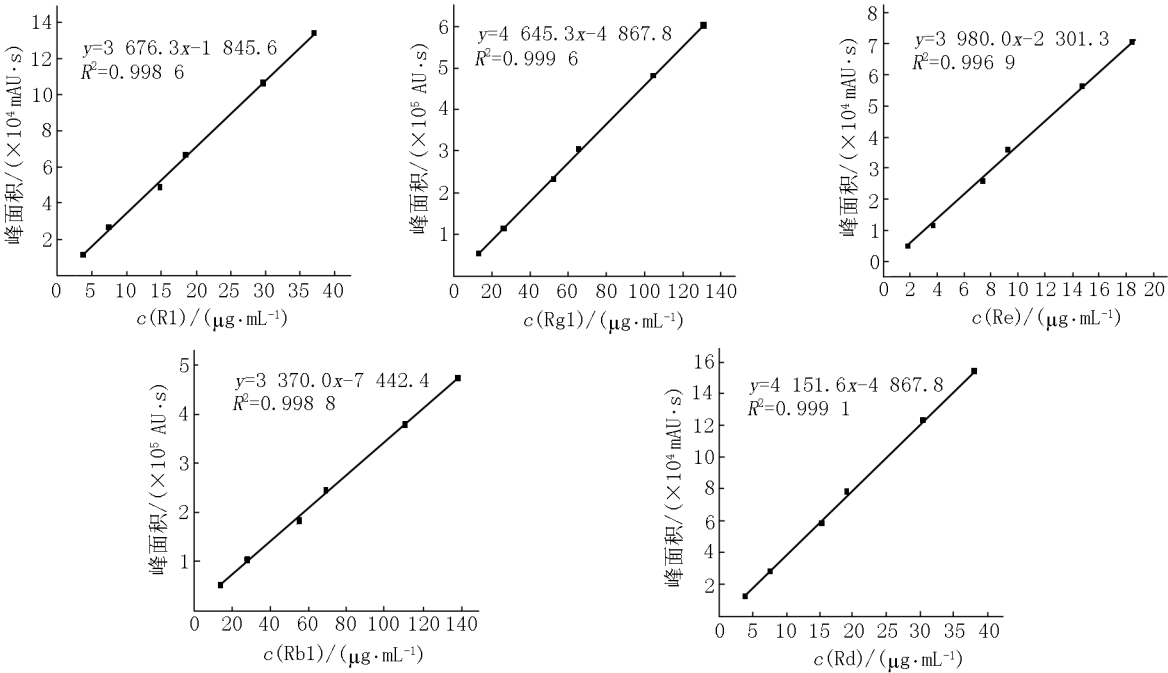 峰面积/(×10⁴mAU·s)
14
12
10
8
6
4
2
y=3 676.3x-1 845.6
R²=0.998 6
0 5 10 15 20 25 30 35 40
c(R1)/(μg·mL⁻¹)
峰面积/(×10⁵ AU·s)
6
5
4
3
2
1
y=4 645.3x-4 867.8
R²=0.999 6
0 20 40 60 80 100 120 140
c(Rg1)/(μg·mL⁻¹)
峰面积/(×10⁴ mAU·s)
8
7
6
5
4
3
2
1
0
y=3 980.0x-2 301.3
R²=0.996 9
0 2 4 6 8 10 12 14 16 18 20
c(Re)/(μg·mL⁻¹)
峰面积/(×10⁵ AU·s)
5
4
3
2
1
y=3 370.0x-7 442.4
R²=0.998 8
0 20 40 60 80 100 120 140
c(Rb1)/(μg·mL⁻¹)
峰面积/(×10⁴mAU·s)
16
14
12
10
8
6
4
2
y=4 151.6x-4 867.8
R²=0.999 1
0 5 10 15 20 25 30 35 40
c(Rd)/(μg·mL⁻¹)